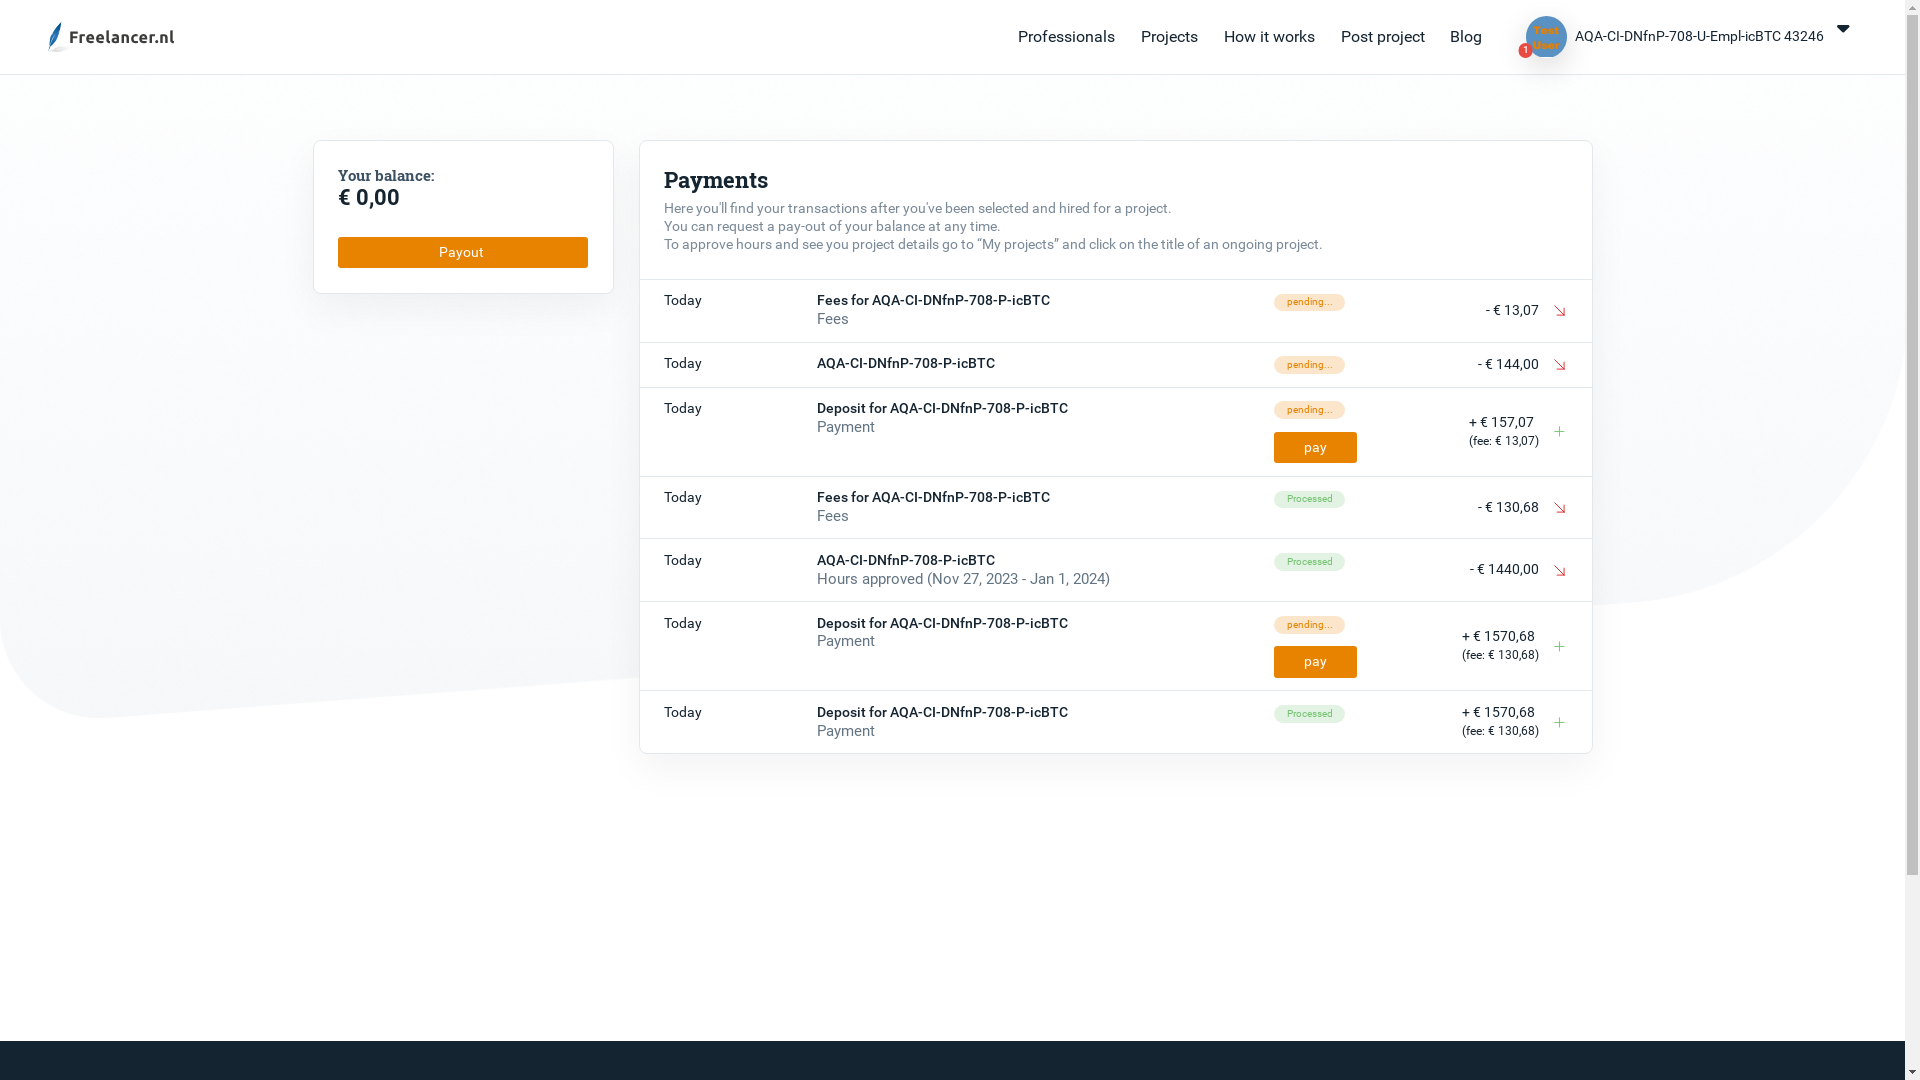 Freelancer.nl
Professionals Projects How it works Post project Blog
Test User
1
AQA-CI-DNfnP-708-U-Empl-icBTC 43246
Your balance:
€ 0,00
Payout
Payments
Here you'll find your transactions after you've been selected and hired for a project.
You can request a pay-out of your balance at any time.
To approve hours and see you project details go to “My projects” and click on the title of an ongoing project.
Today Fees for AQA-CI-DNfnP-708-P-icBTC pending... - € 13,07
Fees
Today AQA-CI-DNfnP-708-P-icBTC pending... - € 144,00
Today Deposit for AQA-CI-DNfnP-708-P-icBTC pending... + € 157,07
Payment pay (fee: € 13,07)
Today Fees for AQA-CI-DNfnP-708-P-icBTC Processed - € 130,68
Fees
Today AQA-CI-DNfnP-708-P-icBTC Processed - € 1440,00
Hours approved (Nov 27, 2023 - Jan 1, 2024)
Today Deposit for AQA-CI-DNfnP-708-P-icBTC pending... + € 1570,68
Payment pay (fee: € 130,68)
Today Deposit for AQA-CI-DNfnP-708-P-icBTC Processed + € 1570,68
Payment (fee: € 130,68)